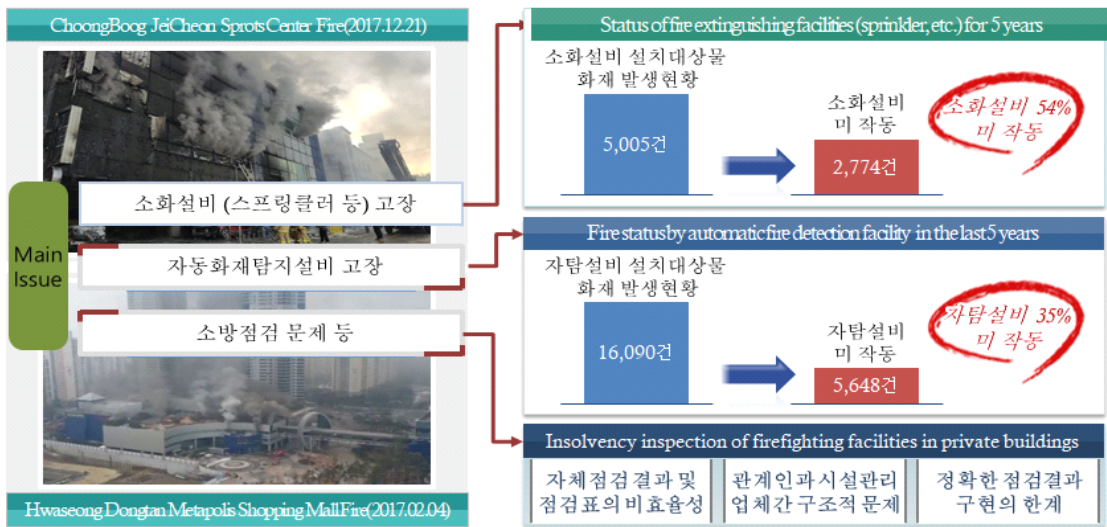 ChoongBoog JeiCheon Sprots Center Fire(2017.12.21)
Main
Issue
소화설비 (스프링클러 등) 고장
자동화재탐지설비 고장
소방점검 문제 등
Hwaseong Dongtan Metapolis Shopping Mall Fire(2017.02.04)
Status of fire extinguishing facilities (sprinkler, etc.) for 5 years
소화설비 설치대상물
화재 발생현황
5,005건
소화설비
미 작동
2,774건
소화설비 54%
미 작동
Fire status by automatic fire detection facility in the last 5 years
자탐설비 설치대상물
화재 발생현황
16,090건
자탐설비
미 작동
5,648건
자탐설비 35%
미 작동
Insolvency inspection of firefighting facilities in private buildings
자체점검 결과 및
점검표의 비효율성
관계인과 시설관리
업체간 구조적 문제
정확한 점검결과
구현의 한계